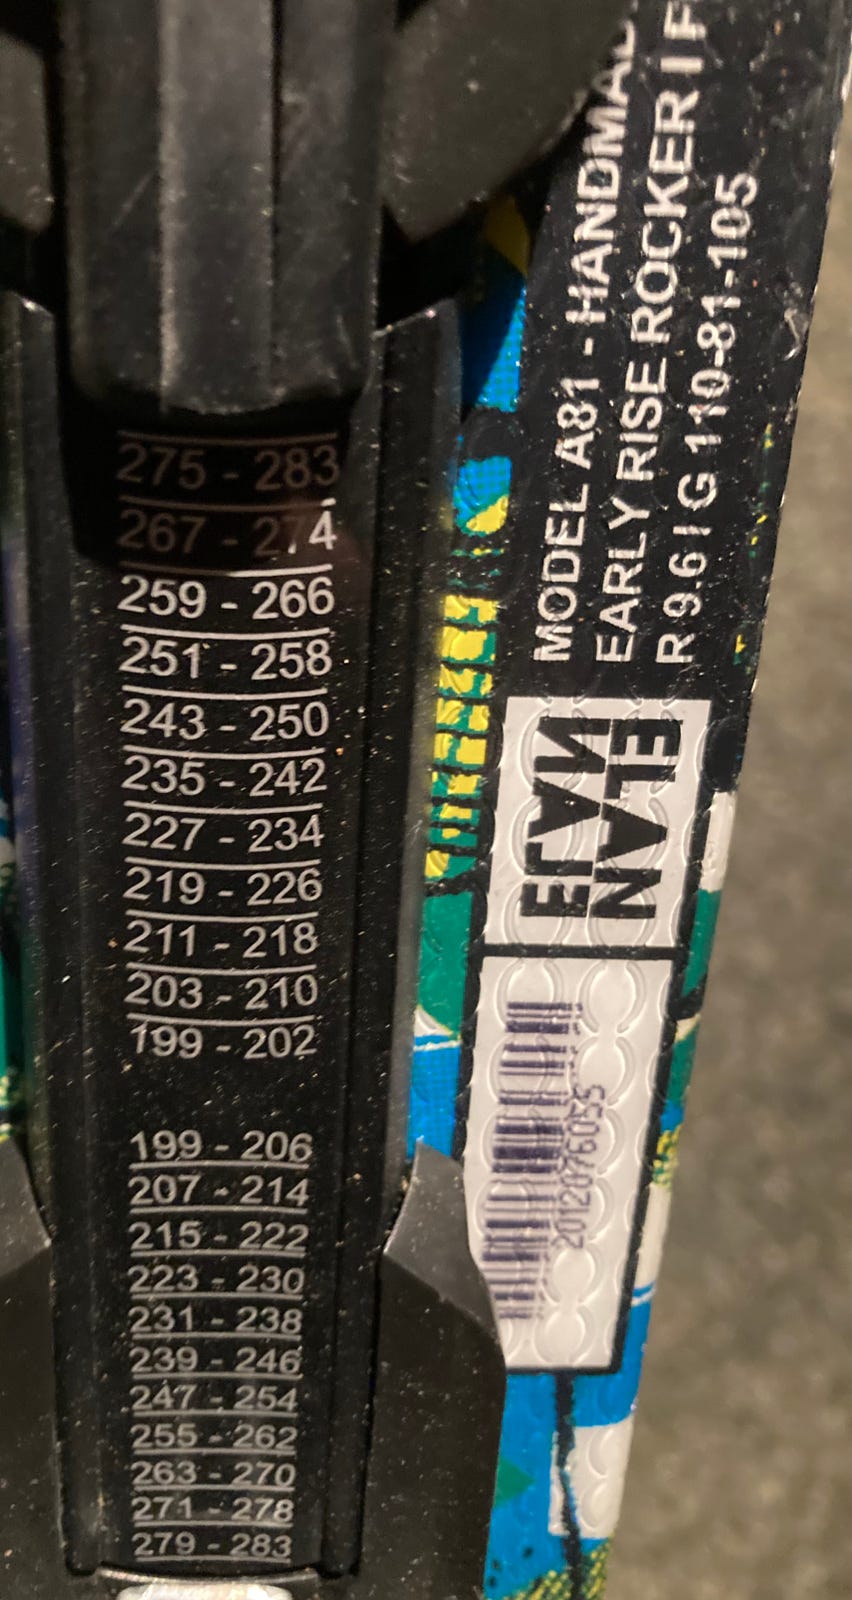 275 - 283
267 - 274
259 - 266
251 - 258
243 - 250
235 - 242
227 - 234
219 - 226
211 - 218
203 - 210
199 - 202
199 - 206
207 - 214
215 - 222
223 - 230
231 - 238
239 - 246
247 - 254
255 - 262
263 - 270
271 - 278
279 - 283
MODEL A81 - HANDMAD
EARLY RISE ROCKER I F
R 9.6 I G 110-81-105
ELAN
ELAN
2012076055